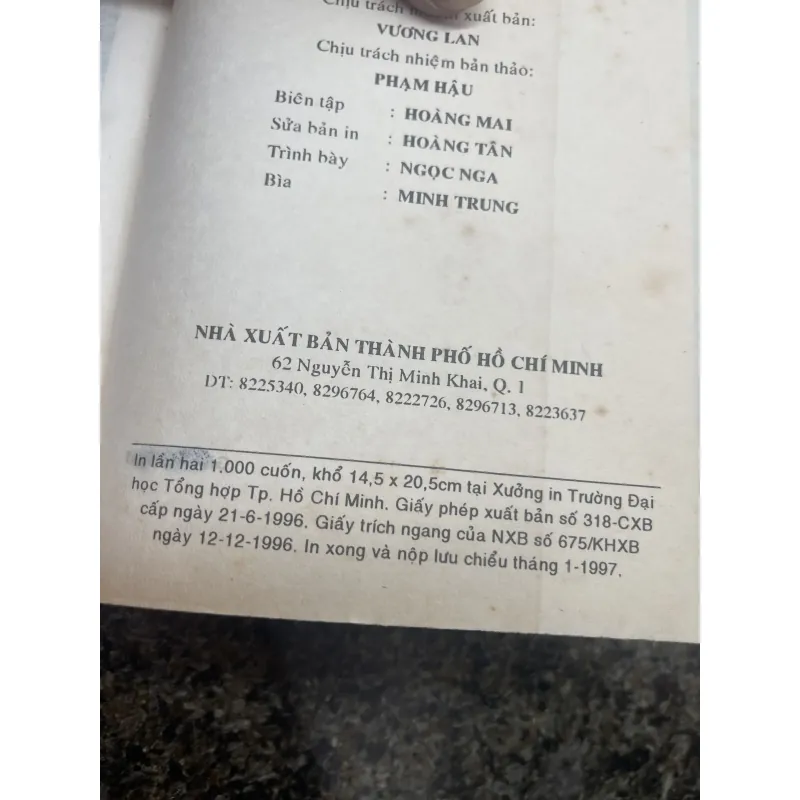 Chịu trách xuất bản:
VƯƠNG LAN
Chịu trách nhiệm bản thảo:
PHẠM HẬU
Biên tập : HOÀNG MAI
Sửa bản in : HOÀNG TÂN
Trình bày : NGỌC NGA
Bìa : MINH TRUNG
NHÀ XUẤT BẢN THÀNH PHỐ HỒ CHÍ MINH
62 Nguyễn Thị Minh Khai, Q. 1
DT: 8225340, 8296764, 8222726, 8296713, 8223637
In lần hai 1.000 cuốn, khổ 14,5 x 20,5cm tại Xưởng in Trường Đại
học Tổng hợp Tp. Hồ Chí Minh. Giấy phép xuất bản số 318-CXB
cấp ngày 21-6-1996. Giấy trích ngang của NXB số 675/KHXB
ngày 12-12-1996. In xong và nộp lưu chiểu tháng 1-1997.